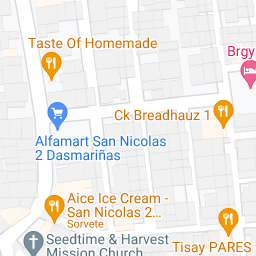 Taste Of Homemade
Brgy
Ck Breadhauz 1
Alfamart San Nicolas
2 Dasmariñas
Aice Ice Cream -
San Nicolas 2...
Sorvete
Seedtime & Harvest
Mission Church
Tisay PARES